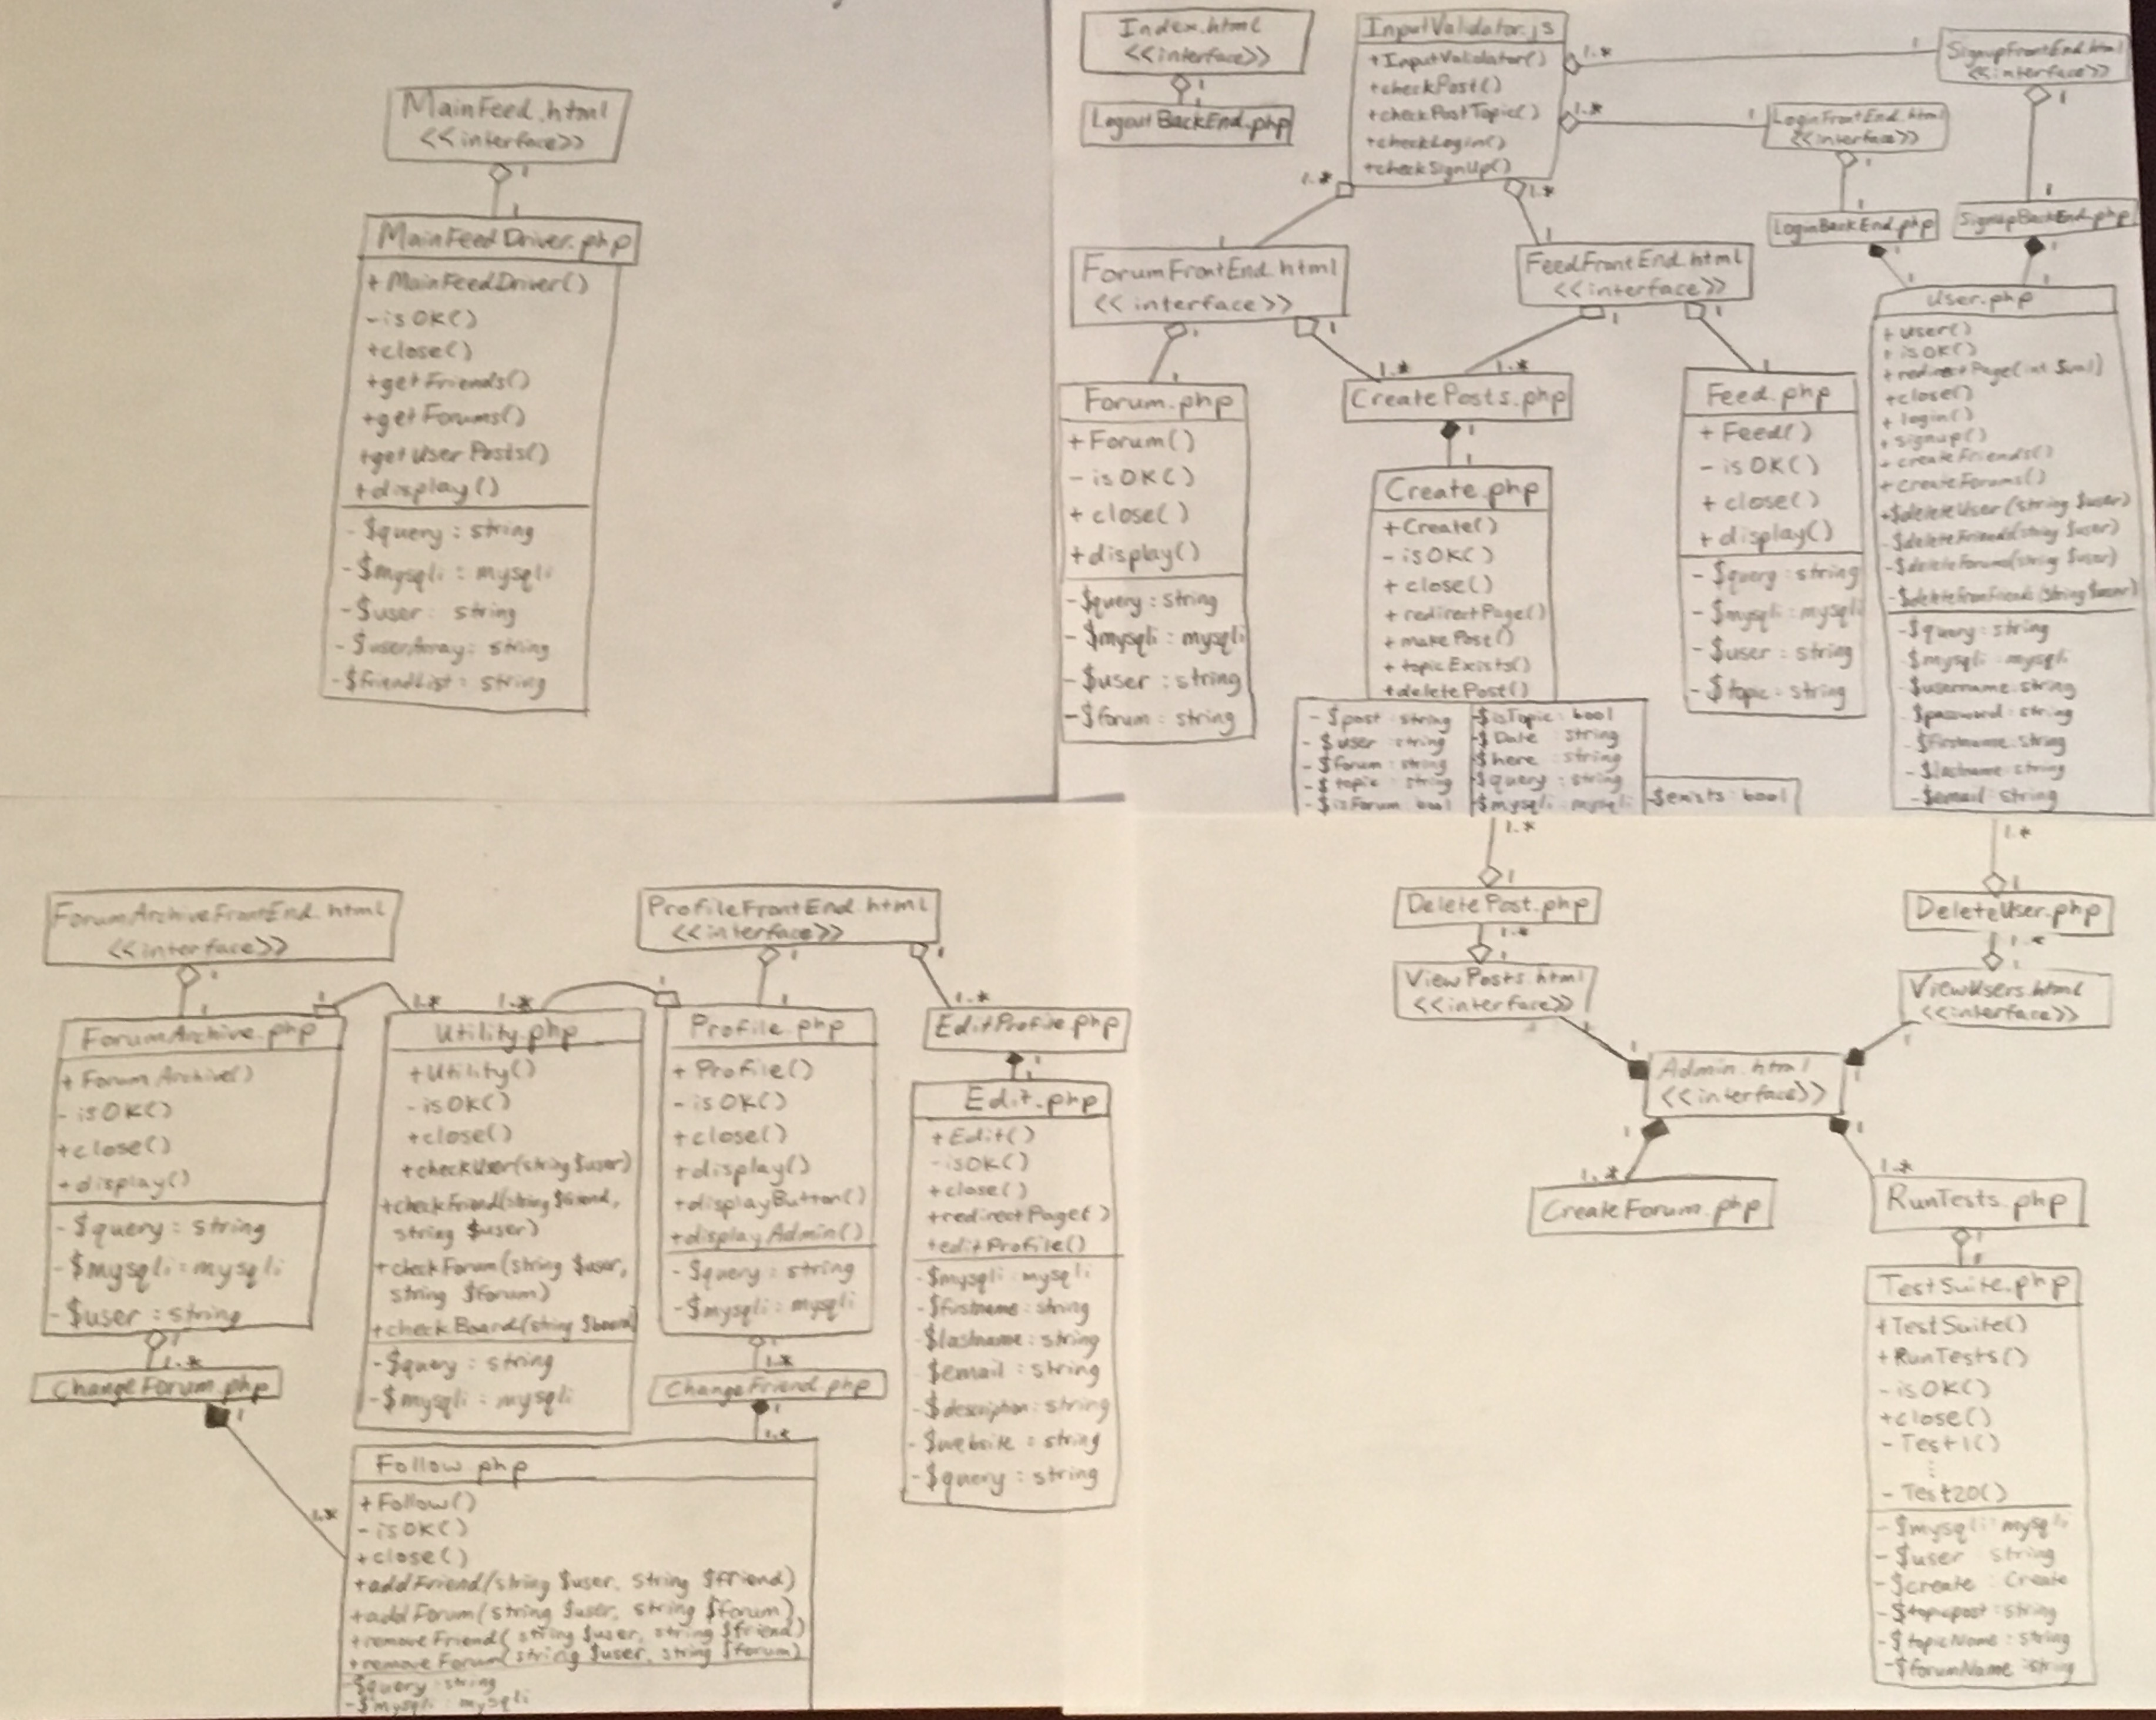 MainFeed.html
<<interface>>
1
1
MainFeedDriver.php
+ MainFeedDriver()
-isOK()
+close()
+getFriends()
+getForums()
+getUserPosts()
+display()
- $query : string
- $mysqli : mysqli
- $user : string
- $userArray : string
- $friendList : string
Index.html
<<interface>>
1
1
LogoutBackEnd.php
InputValidator.js
+InputValidator()
+checkPost()
+checkPostTopic()
+checkLogin()
+checkSignUp()
1..*
1
1..*
1
1..*
1..*
SignupFrontEnd.html
<<interface>>
1
LoginFrontEnd.html
<<interface>>
1
1
1
LoginBackEnd.php
SignupBackEnd.php
1
1
1
1
ForumFrontEnd.html
<<interface>>
1
1
FeedFrontEnd.html
<<interface>>
1
1
1
1..*
1..*
1
Forum.php
+ Forum()
- isOK()
+ close()
+ display()
- $query : string
- $mysqli : mysqli
- $user : string
- $forum : string
CreatePosts.php
1
1
Create.php
+ Create()
- isOK()
+ close()
+ redirectPage()
+ makePost()
+ topicExists()
+ deletePost()
- $post : string
- $user : string
- $forum : string
- $topic : string
- $isForum : bool
- $isTopic : bool
- $Date : string
- $here : string
- $query : string
- $mysqli : mysqli
- $exists : bool
Feed.php
+ Feed()
- isOK()
+ close()
+ display()
- $query : string
- $mysqli : mysqli
- $user : string
- $topic : string
User.php
+ User()
+ isOK()
+ redirectPage(int $val)
+close()
+ login()
+ signup()
+ createFriends()
+ createForums()
+$deleteUser(string $user)
-$deleteFriends(string $user)
-$deleteForums(string $user)
-$deleteFromFriends(string $user)
- $query : string
- $mysqli : mysqli
- $username : string
- $password : string
- $firstname : string
- $lastname : string
- $email : string
ForumArchiveFrontEnd.html
<<interface>>
1
1
1
1..*
ForumArchive.php
+ ForumArchive()
- isOK()
+close()
+display()
- $query : string
- $mysqli : mysqli
- $user : string
1
1..*
ChangeForum.php
1
1..*
1..*
1
Utility.php
+Utility()
-isOK()
+close()
+checkUser(string $user)
+checkFriend(string $friend,
string $user)
+checkForum(string $user,
string $forum)
+checkBoard(string $board)
- $query : string
- $mysqli : mysqli
ProfileFrontEnd.html
<<interface>>
1
1
1
1..*
Profile.php
+ Profile()
- isOK()
+close()
+display()
+displayButton()
+displayAdmin()
- $query : string
- $mysqli : mysqli
1
1..*
ChangeFriend.php
1
1..*
EditProfile.php
1
1
Edit.php
+ Edit()
-isOK()
+close()
+redirectPage()
+editProfile()
- $mysqli : mysqli
- $firstname : string
- $lastname : string
- $email : string
- $description : string
- $website : string
- $query : string
Follow.php
+Follow()
- isOK()
+close()
+addFriend(string $user, string $friend)
+addForum(string $user, string $forum)
+removeFriend(string $user, string $friend)
+removeForum(string $user, string $forum)
-$query : string
-$mysqli : mysqli
1..*
1
DeletePost.php
1..*
1
ViewPosts.html
<<interface>>
1
1
1..*
1
DeleteUser.php
1..*
1
ViewUsers.html
<<interface>>
1
1
Admin.html
<<interface>>
1
1
1..*
1..*
CreateForum.php
RunTests.php
1
1
TestSuite.php
+TestSuite()
+RunTests()
- isOK()
+close()
- Test1()
⋮
- Test20()
- $mysqli : mysqli
- $user : string
- $create : Create
- $topicpost : string
- $topicName : string
- $forumName : string